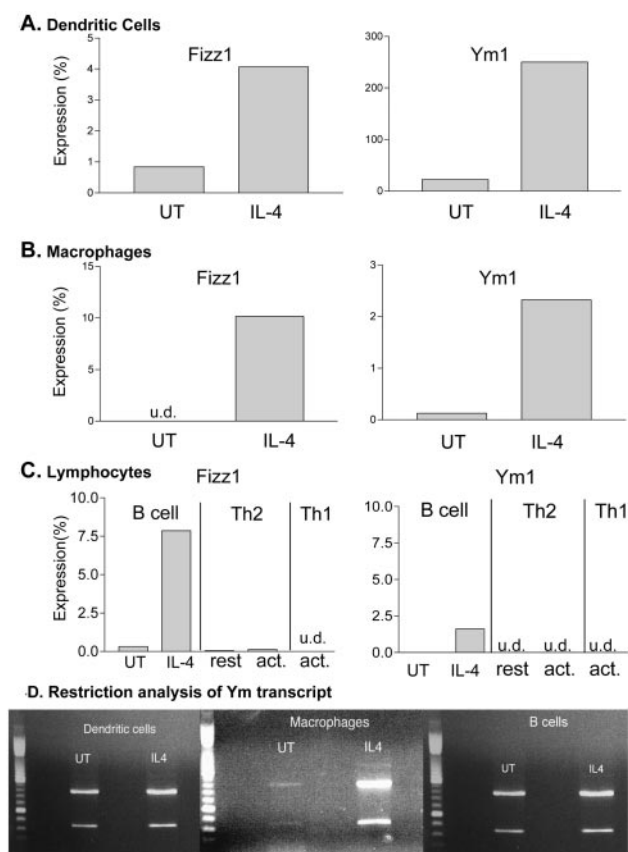 A. Dendritic Cells
Fizz1
Ym1
Expression (%)
5
4
3
2
1
0
UT IL-4
300
200
100
0
UT IL-4
B. Macrophages
Fizz1
Ym1
Expression (%)
15
10
5
0
u.d.
UT IL-4
3
2
1
0
UT IL-4
C. Lymphocytes
Fizz1
Ym1
Expression(%)
10.0
7.5
5.0
2.5
0.0
B cell Th2 Th1
u.d.
UT IL-4 rest act. act.
10.0
7.5
5.0
2.5
0.0
B cell Th2 Th1
u.d. u.d. u.d.
UT IL-4 rest act. act.
D. Restriction analysis of Ym transcript
Dendritic cells
UT IL4
Macrophages
UT IL4
B cells
UT IL4